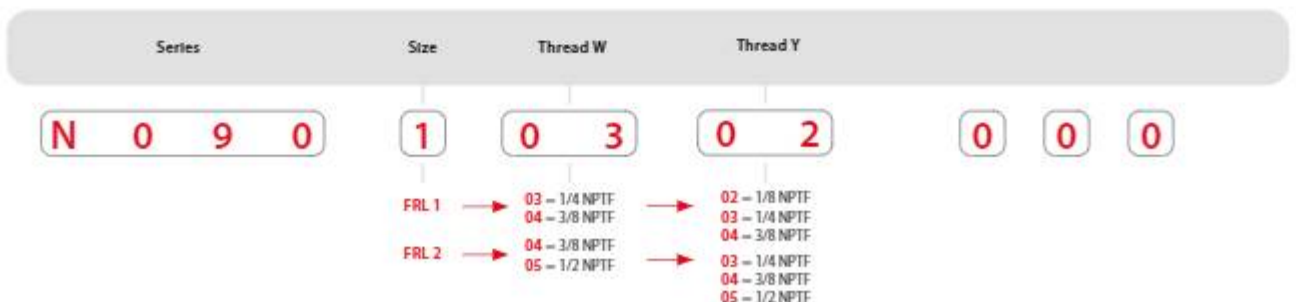 Series Size Thread W Thread Y
N 0 9 0 1 0 3 0 2 0 0 0
FRL 1 03 = 1/4 NPTF 02 = 1/8 NPTF
04 = 3/8 NPTF 03 = 1/4 NPTF
04 = 3/8 NPTF
FRL 2 04 = 3/8 NPTF 03 = 1/4 NPTF
05 = 1/2 NPTF 04 = 3/8 NPTF
05 = 1/2 NPTF